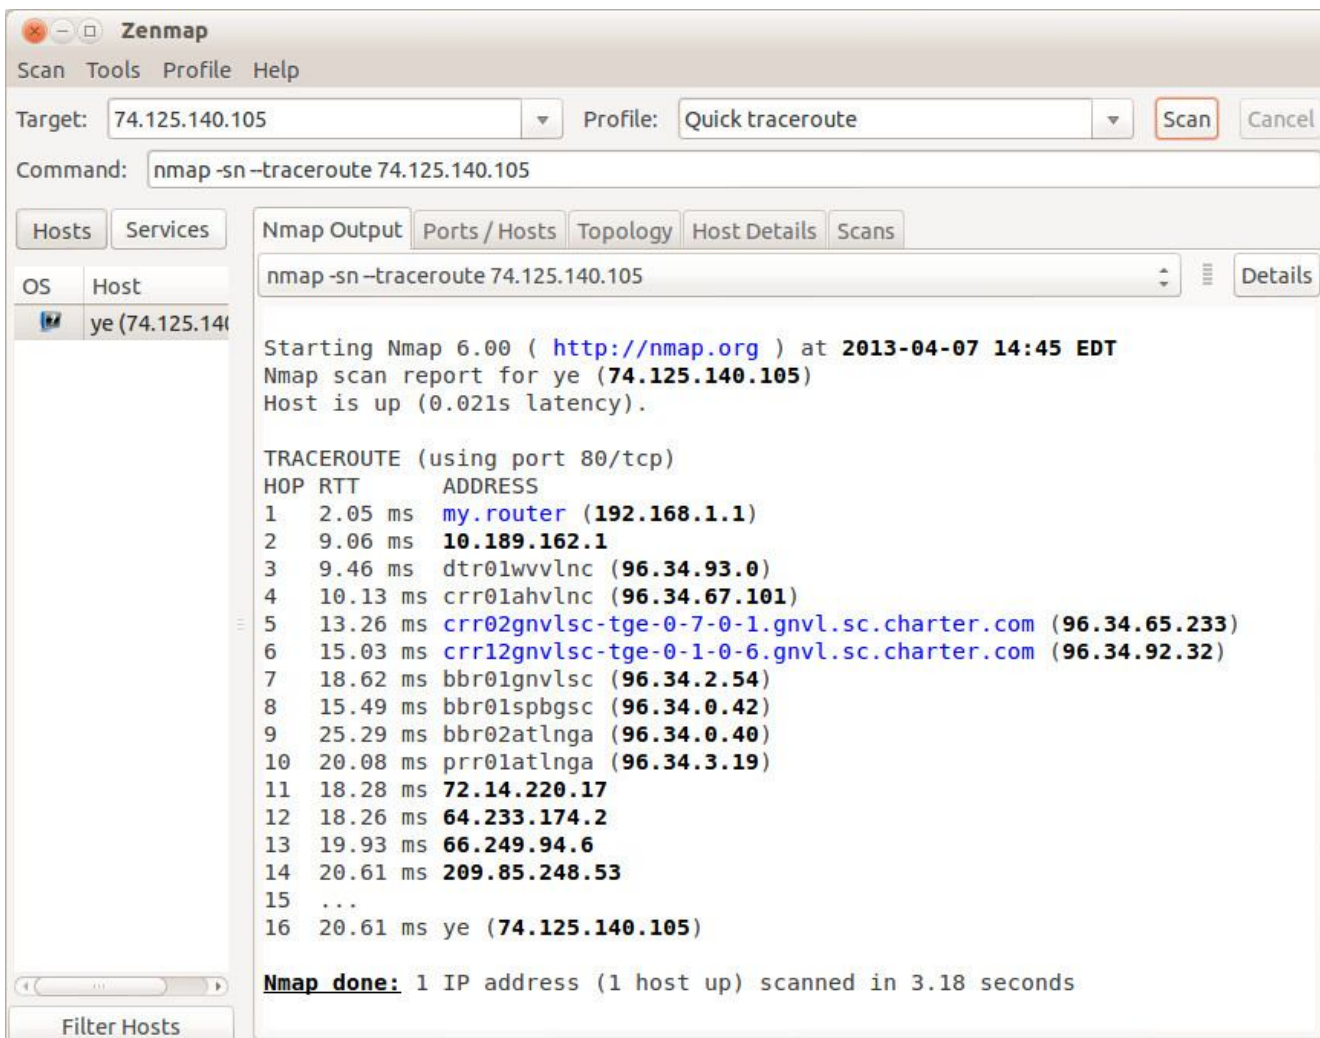 Zenmap
Scan Tools Profile Help
Target: 74.125.140.105 Profile: Quick traceroute Scan Cancel
Command: nmap -sn --traceroute 74.125.140.105
Hosts Services Nmap Output Ports / Hosts Topology Host Details Scans
nmap -sn --traceroute 74.125.140.105 Details
OS Host
ye (74.125.140
Starting Nmap 6.00 ( http://nmap.org ) at 2013-04-07 14:45 EDT
Nmap scan report for ye (74.125.140.105)
Host is up (0.021s latency).
TRACEROUTE (using port 80/tcp)
HOP RTT ADDRESS
1 2.05 ms my.router (192.168.1.1)
2 9.06 ms 10.189.162.1
3 9.46 ms dtr01wvvlnc (96.34.93.0)
4 10.13 ms crr01ahvlnc (96.34.67.101)
5 13.26 ms crr02gnvlsc-tge-0-7-0-1.gnvl.sc.charter.com (96.34.65.233)
6 15.03 ms crr12gnvlsc-tge-0-1-0-6.gnvl.sc.charter.com (96.34.92.32)
7 18.62 ms bbr01gnvlsc (96.34.2.54)
8 15.49 ms bbr01spbgsc (96.34.0.42)
9 25.29 ms bbr02atlnga (96.34.0.40)
10 20.08 ms prr01atlnga (96.34.3.19)
11 18.28 ms 72.14.220.17
12 18.26 ms 64.233.174.2
13 19.93 ms 66.249.94.6
14 20.61 ms 209.85.248.53
15 ...
16 20.61 ms ye (74.125.140.105)
Nmap done: 1 IP address (1 host up) scanned in 3.18 seconds
Filter Hosts